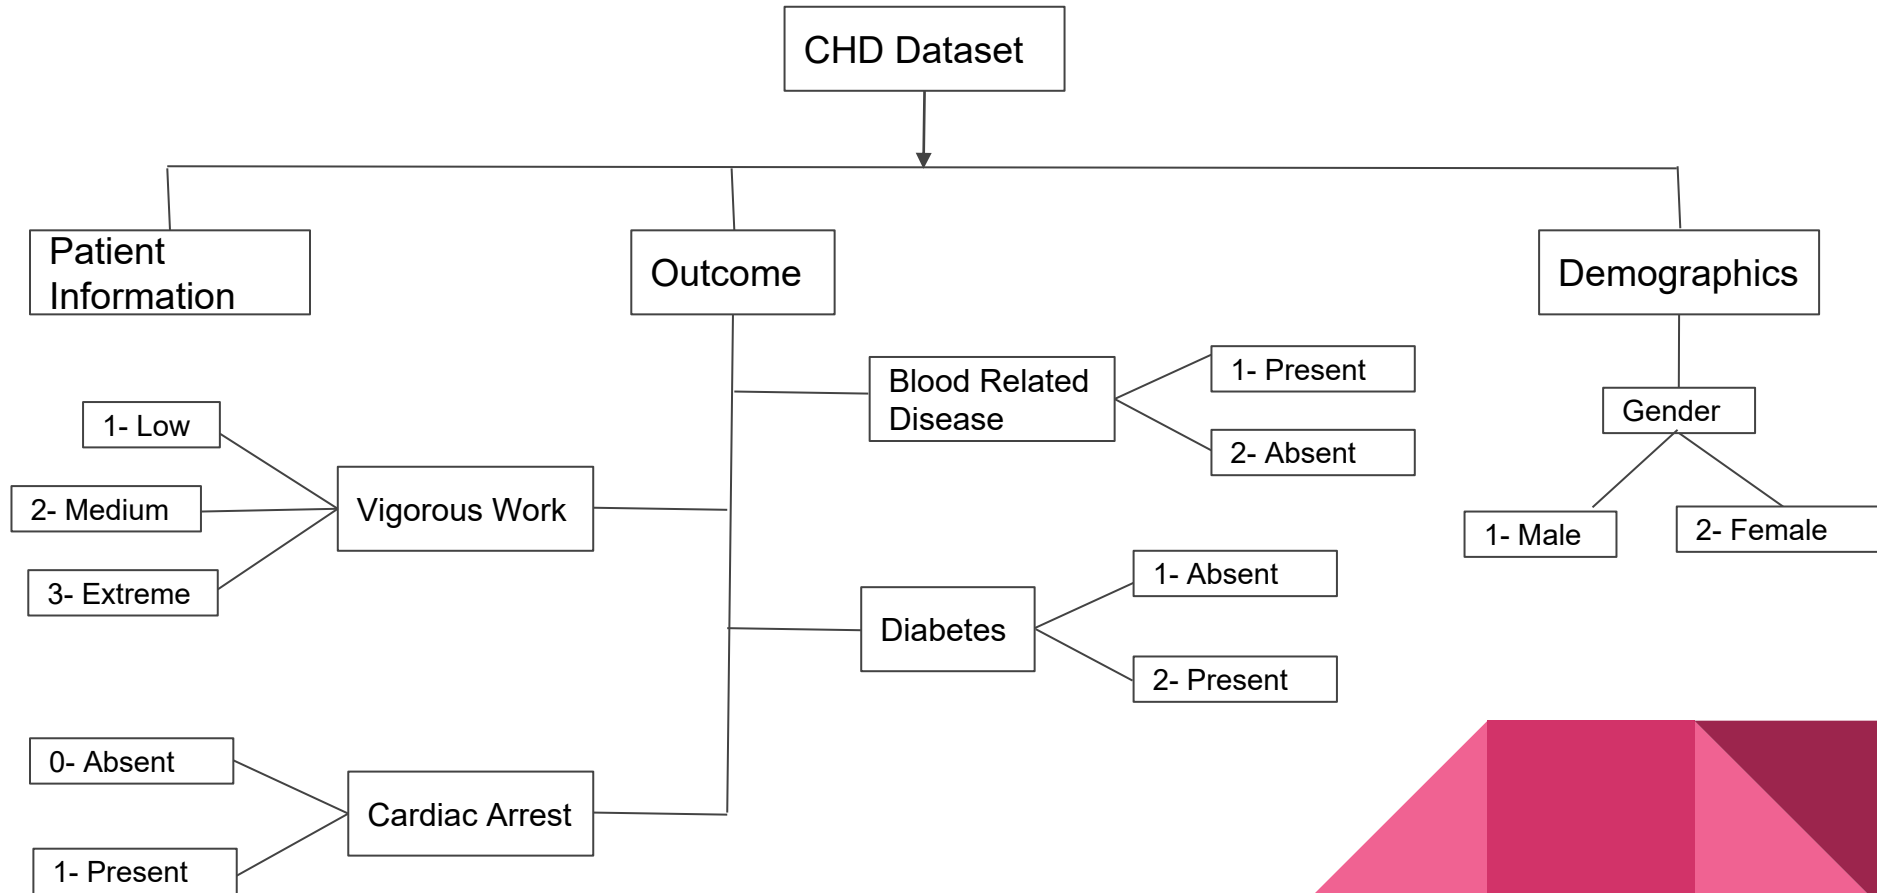 CHD Dataset
Patient
Information
Outcome
Demographics
Blood Related
Disease
1- Present
2- Absent
Gender
1- Male
2- Female
1- Low
2- Medium
3- Extreme
Vigorous Work
Diabetes
1- Absent
2- Present
0- Absent
1- Present
Cardiac Arrest